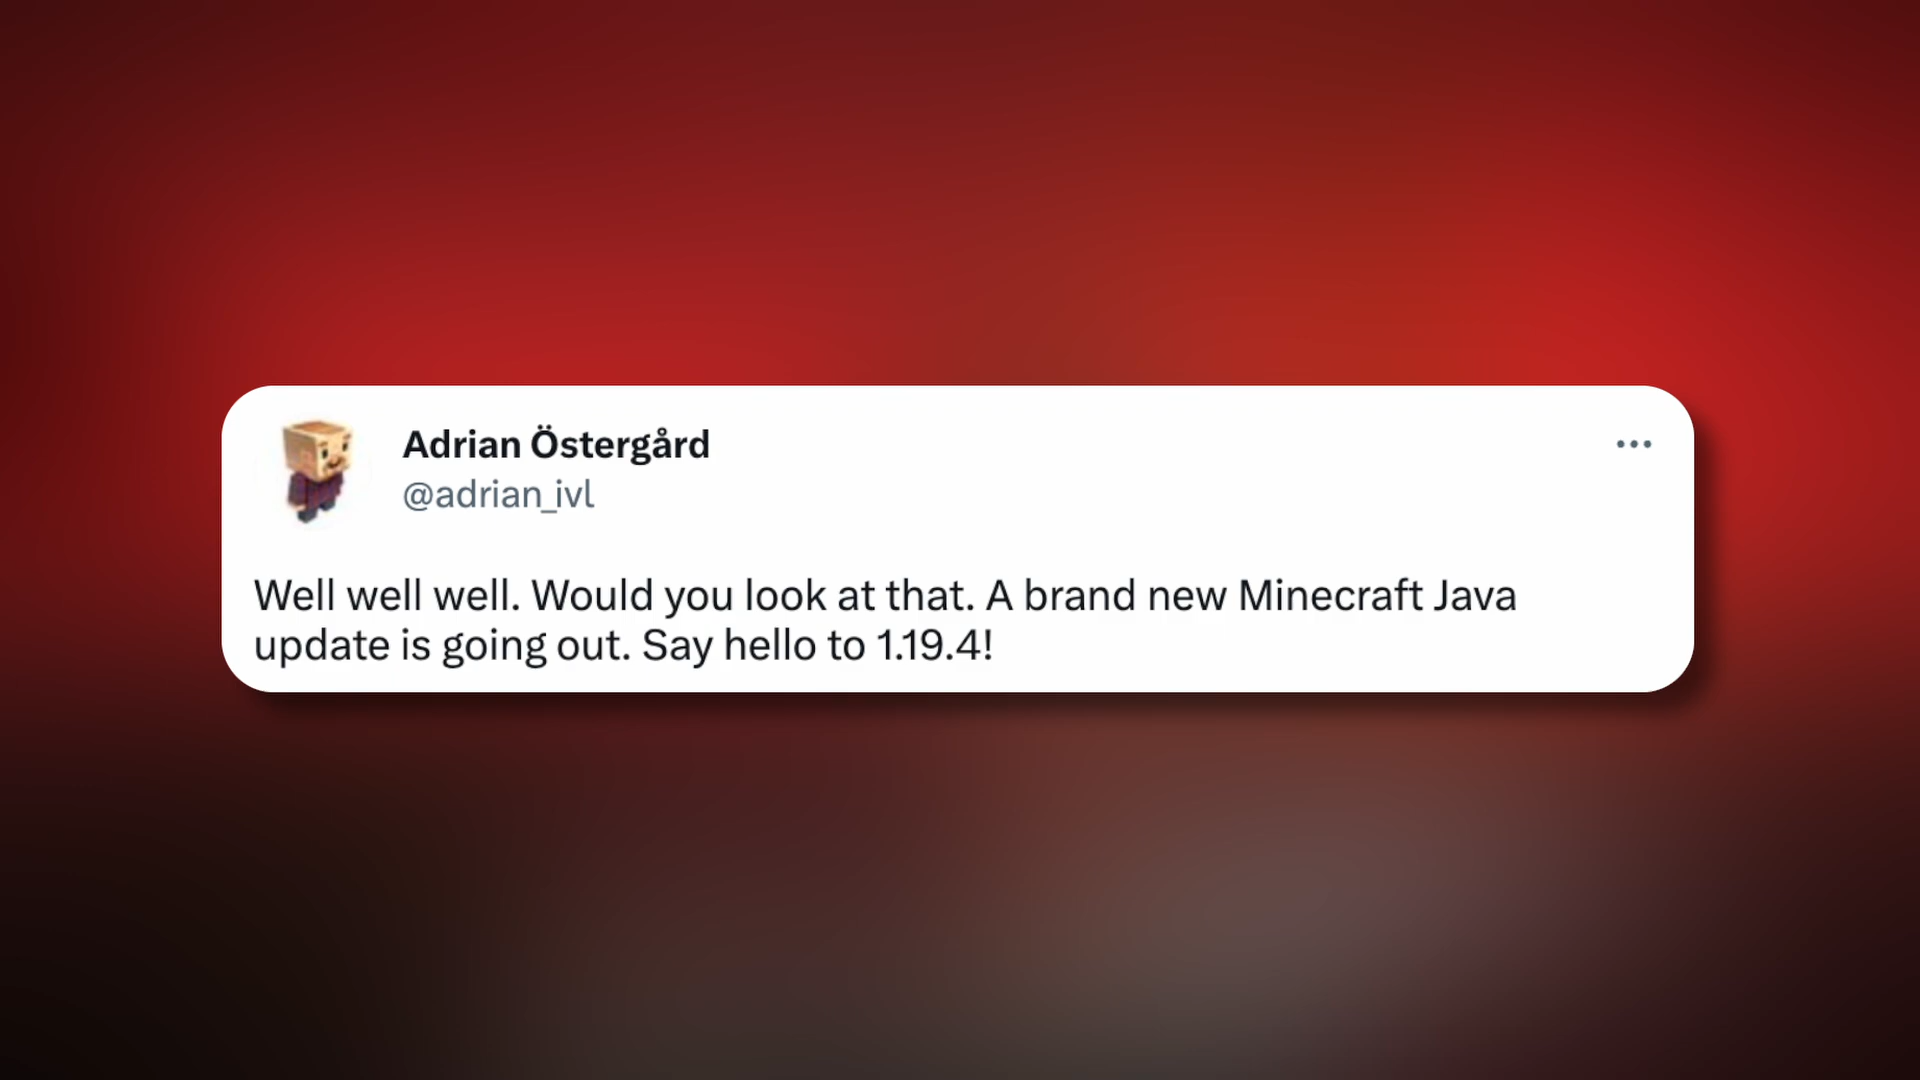 Adrian Östergård
@adrian_ivl
Well well well. Would you look at that. A brand new Minecraft Java
update is going out. Say hello to 1.19.4!